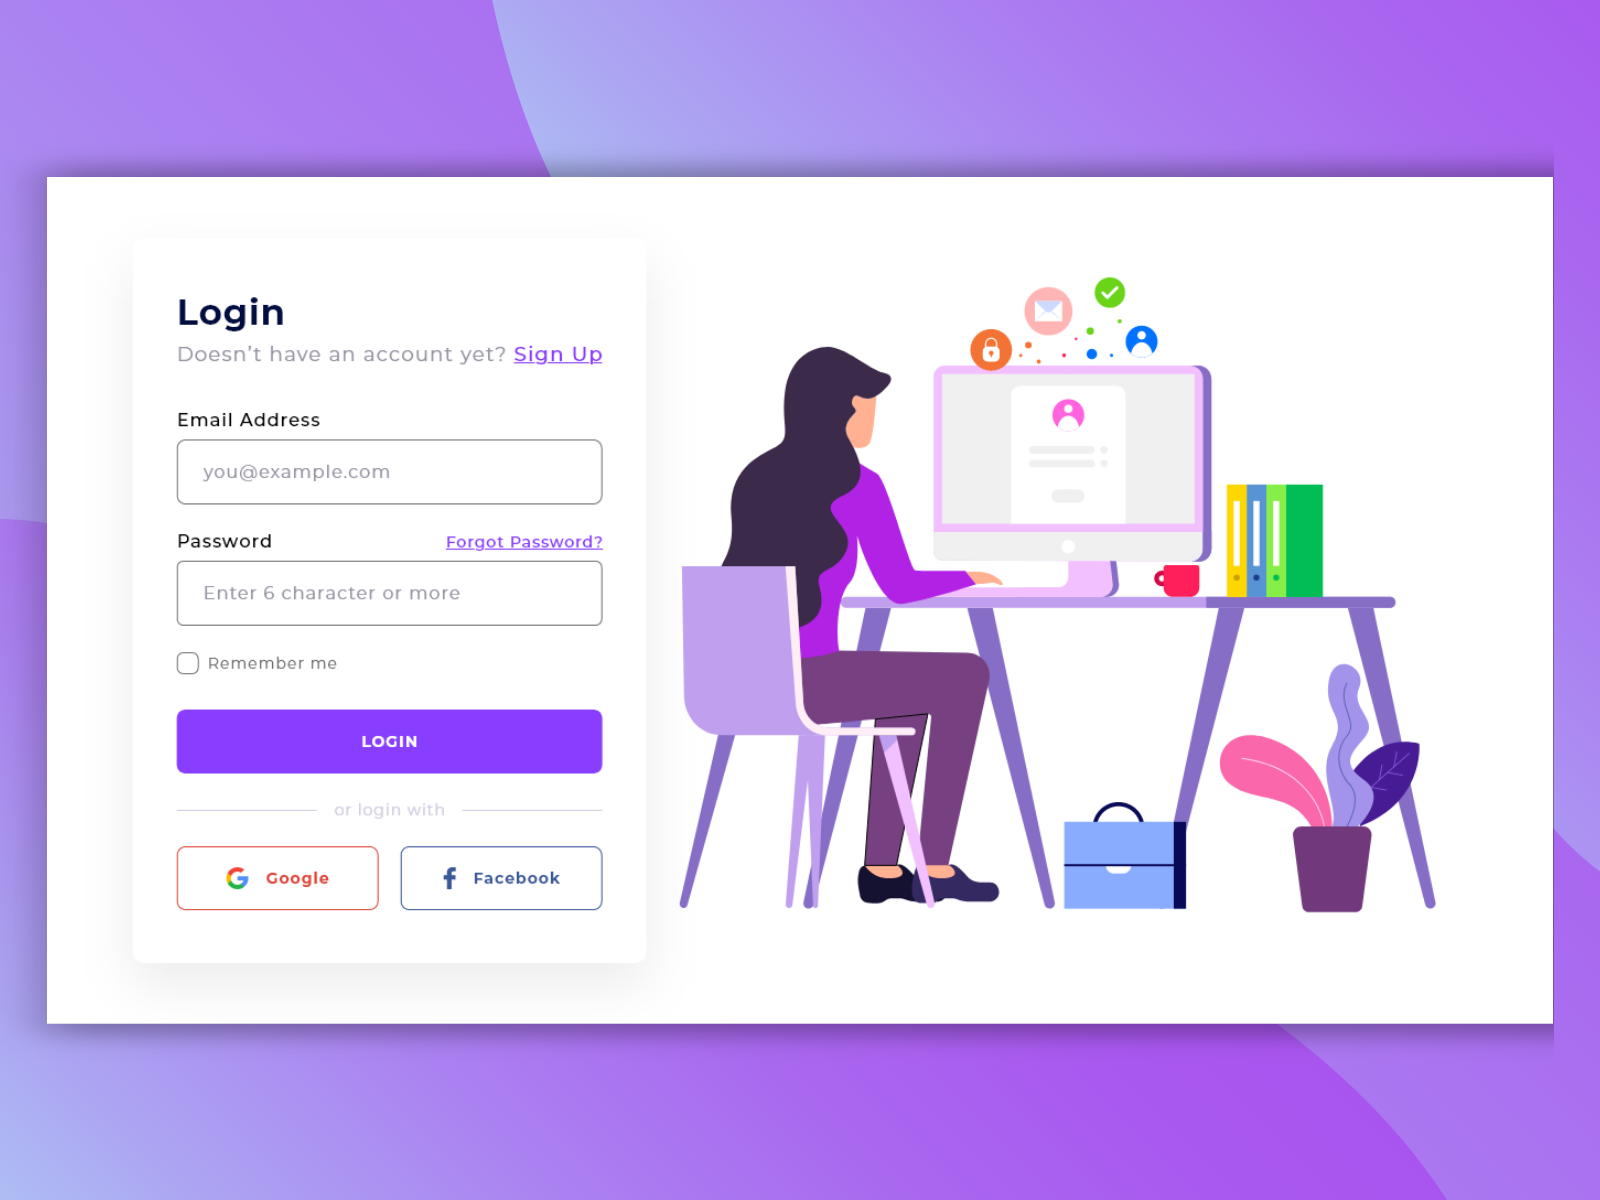 Login
Doesn’t have an account yet? Sign Up
Email Address
you@example.com
Password Forgot Password?
Enter 6 character or more
Remember me
LOGIN
or login with
Google Facebook